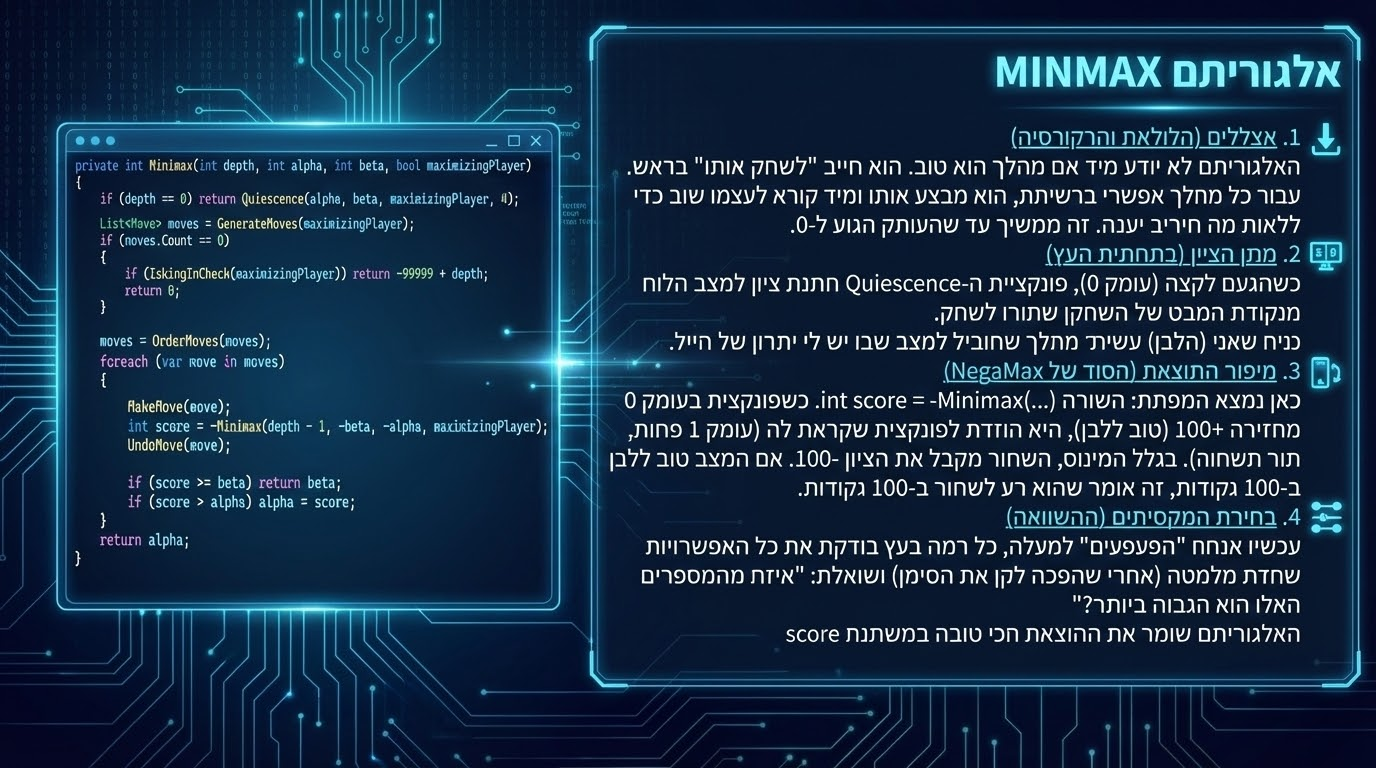 אלגוריתם MINMAX
1. אצללים (הלולאת והרקורסיה)
האלגוריתם לא יודע מיד אם מהלך הוא טוב. הוא חייב "לשחק אותו" בראש.
עבור כל מחלך אפשרי ברשיתת, הוא מבצע אותו ומיד קורא לעצמו שוב כדי
ללאות מה חיריב יענה. זה ממשיך עד שהעותק הגוע ל-0.
2. מתן הציון (בתחתית העץ)
כשהגעם לקצה (עומק 0), פונקציית ה-Quiescence חתנת ציון למצב הלוח
מנקודת המבט של השחקן שתורו לשחק.
כניח שאני (הלבן) עשיתי מתלך שחוביל למצב שבו יש לי יתרון של הייל.
3. מיפור התוצאת (הסוד של NegaMax)
כאן נמצא המפתת: השורה int score = -Minimax(...). כשפונקצית בעומק 0
מחזירה +100 (טוב ללבן), היא הוזדת לפונקצית שקראת לה (עומק 1 פחות,
תור תשחוה). בגלל המינוס, השחור מקבל את הציון -100. אם המצב טוב ללבן
ב-100 גקודות, זה אומר שהוא רע לשחור ב-100 גקודות.
4. בחירת המקסיתים (ההשוואה)
עכשיו אנחח "הפעפעים" למעלה, כל רמה בעץ בודקת את כל האפשרויות
שחדת מלמטה (אחרי שהפכה לקן את הסימן) ושואלת: "איזת מהמספרים
האלו הוא הגבוה ביותר?"
האלגוריתם שומר את ההוצאת חכי טובה במשתנת score
private int Minimax(int depth, int alpha, int beta, bool maximizingPlayer)
{
if (depth == 0) return Quiescence(alpha, beta, maximizingPlayer, 4);
List<Move> moves = GenerateMoves(maximizingPlayer);
if (moves.Count == 0)
{
if (IskingInCheck(maximizingPlayer)) return -99999 + depth;
return 0;
}
moves = OrderMoves(moves);
foreach (var move in moves)
{
MakeMove(move);
int score = -Minimax(depth - 1, -beta, -alpha, maximizingPlayer);
UndoMove(move);
if (score >= beta) return beta;
if (score > alphs) alpha = score;
}
return alpha;
}